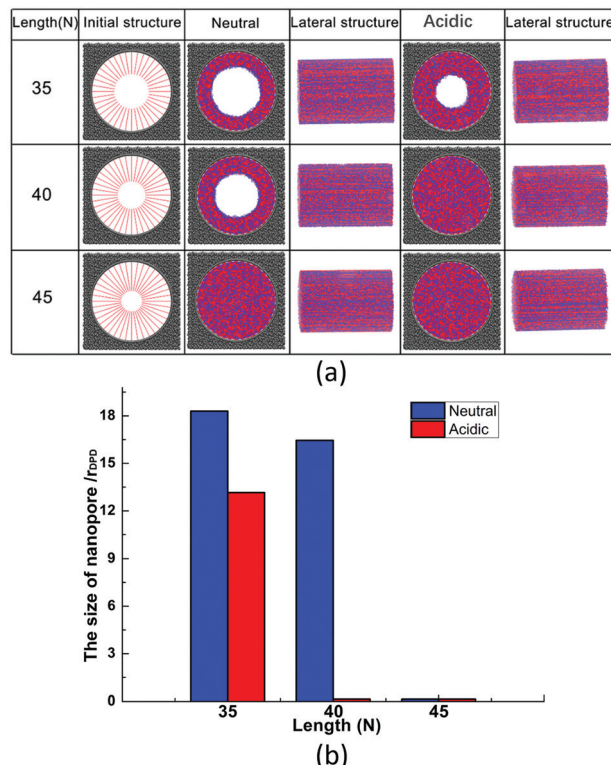 Length(N) Initial structure Neutral Lateral structure Acidic Lateral structure
35
40
45
(a)
The size of nanopore /rDPD
18
15
12
9
6
3
0
Neutral
Acidic
35 40 45
Length (N)
(b)